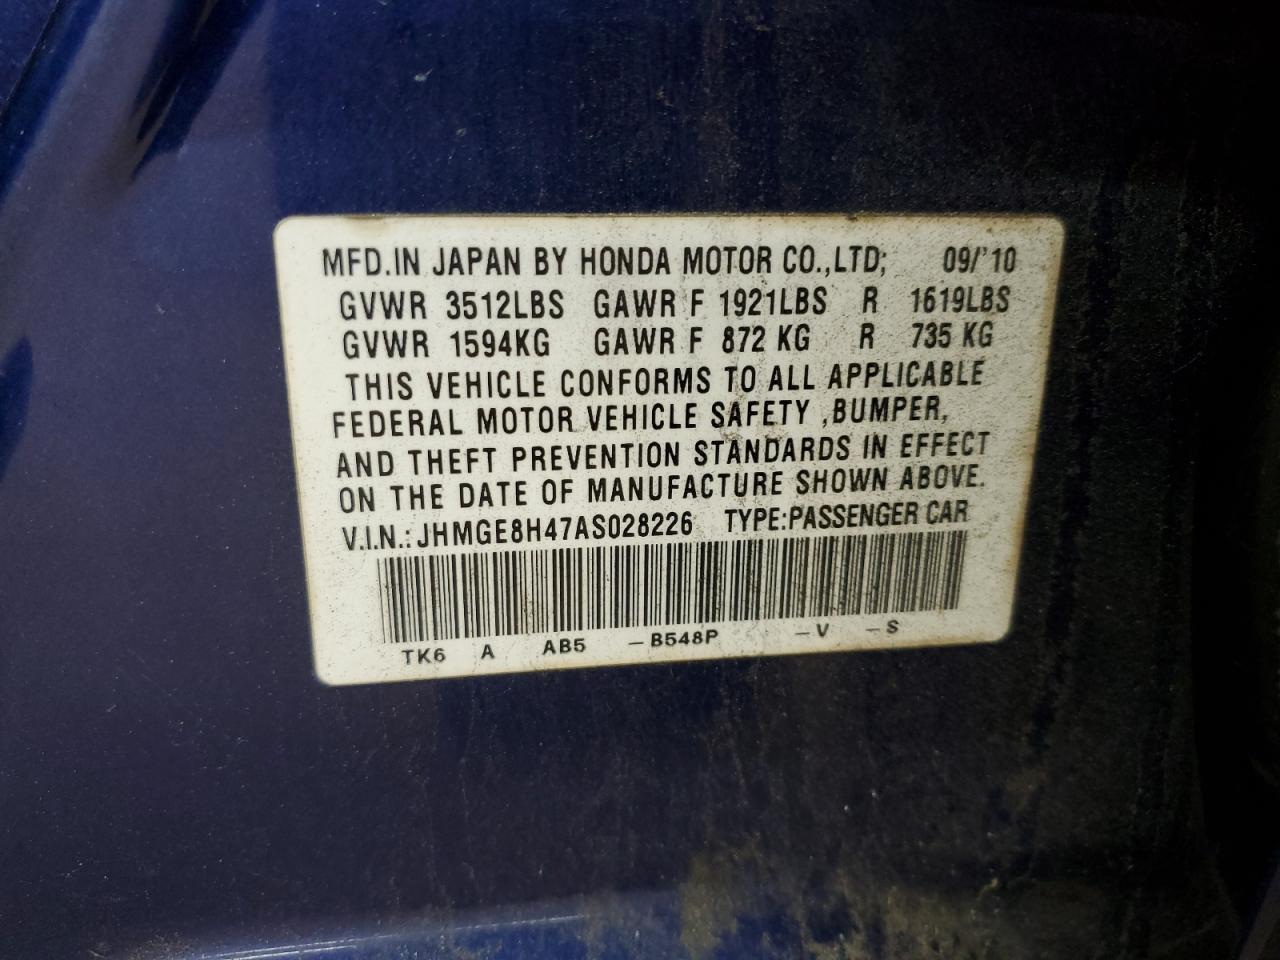 MFD.IN JAPAN BY HONDA MOTOR CO.,LTD; 09/'10
GVWR 3512LBS GAWR F 1921LBS R 1619LBS
GVWR 1594KG GAWR F 872 KG R 735 KG
THIS VEHICLE CONFORMS TO ALL APPLICABLE
FEDERAL MOTOR VEHICLE SAFETY ,BUMPER,
AND THEFT PREVENTION STANDARDS IN EFFECT
ON THE DATE OF MANUFACTURE SHOWN ABOVE.
V.I.N.: JHMGE8H47AS028226 TYPE:PASSENGER CAR
TK6 A AB5 -B548P -V -S